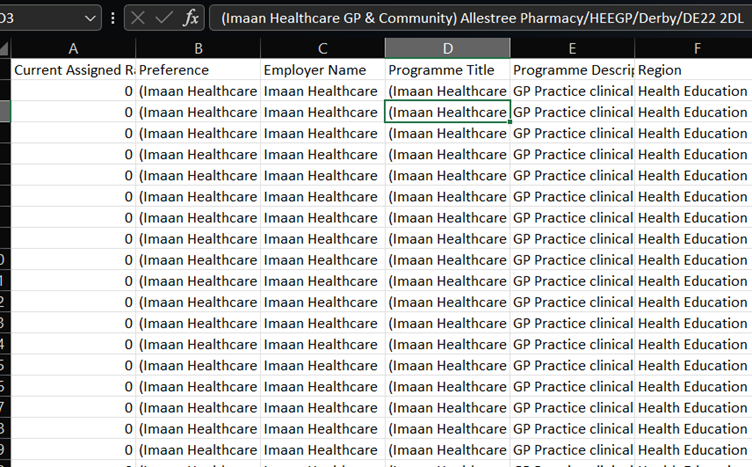 D3 fx (Imaan Healthcare GP & Community) Allestree Pharmacy/HEEGP/Derby/DE22 2DL
A B C D E F
Current Assigned Ra Preference Employer Name Programme Title Programme Descrip Region
0 (Imaan Healthcare Imaan Healthcare (Imaan Healthcare GP Practice clinical Health Education
0 (Imaan Healthcare Imaan Healthcare (Imaan Healthcare GP Practice clinical Health Education
0 (Imaan Healthcare Imaan Healthcare (Imaan Healthcare GP Practice clinical Health Education
0 (Imaan Healthcare Imaan Healthcare (Imaan Healthcare GP Practice clinical Health Education
0 (Imaan Healthcare Imaan Healthcare (Imaan Healthcare GP Practice clinical Health Education
0 (Imaan Healthcare Imaan Healthcare (Imaan Healthcare GP Practice clinical Health Education
0 (Imaan Healthcare Imaan Healthcare (Imaan Healthcare GP Practice clinical Health Education
0 (Imaan Healthcare Imaan Healthcare (Imaan Healthcare GP Practice clinical Health Education
0 0 (Imaan Healthcare Imaan Healthcare (Imaan Healthcare GP Practice clinical Health Education
1 0 (Imaan Healthcare Imaan Healthcare (Imaan Healthcare GP Practice clinical Health Education
2 0 (Imaan Healthcare Imaan Healthcare (Imaan Healthcare GP Practice clinical Health Education
3 0 (Imaan Healthcare Imaan Healthcare (Imaan Healthcare GP Practice clinical Health Education
4 0 (Imaan Healthcare Imaan Healthcare (Imaan Healthcare GP Practice clinical Health Education
5 0 (Imaan Healthcare Imaan Healthcare (Imaan Healthcare GP Practice clinical Health Education
6 0 (Imaan Healthcare Imaan Healthcare (Imaan Healthcare GP Practice clinical Health Education
7 0 (Imaan Healthcare Imaan Healthcare (Imaan Healthcare GP Practice clinical Health Education
8 0 (Imaan Healthcare Imaan Healthcare (Imaan Healthcare GP Practice clinical Health Education
9 0 (Imaan Healthcare Imaan Healthcare (Imaan Healthcare GP Practice clinical Health Education